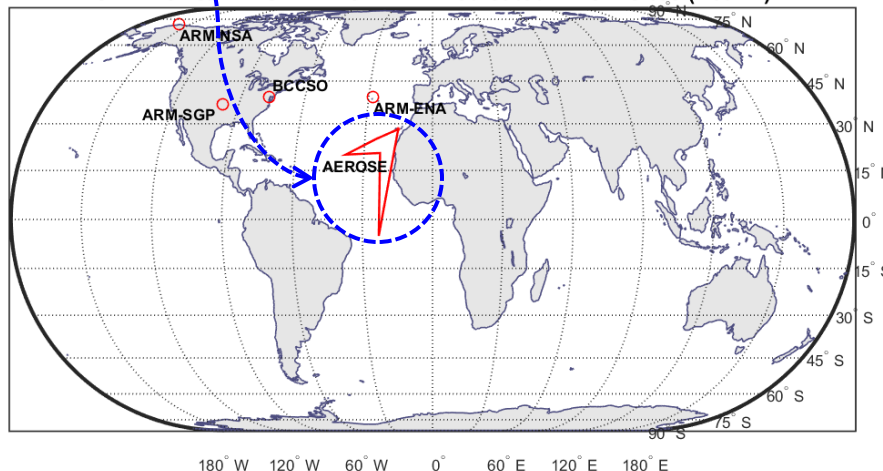 90° N
75° N
ARM-NSA
60° N
45° N
BCCSO
ARM-ENA
ARM-SGP
30° N
AEROSE
15° N
0°
15° S
30° S
45° S
60° S
75° S
90° S
180° W 120° W 60° W 0° 60° E 120° E 180° E